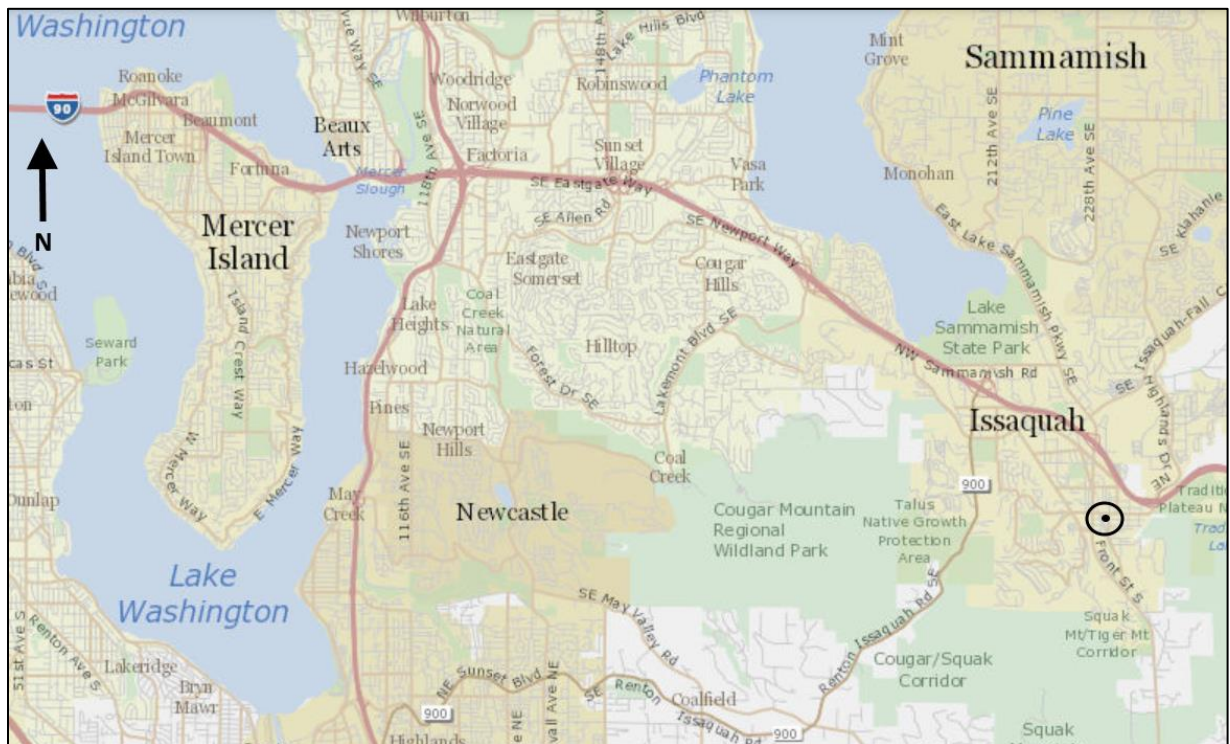 Washington
Wilburton
Lake Hills Blvd
148th Ave SE
Mint
Grove
Sammamish
Roanoke
Woodridge
Robinswood
Phantom
Lake
90
McGilvara
Norwood
Village
Pine
Lake
212th Ave SE
Beaumont
Beaux
Arts
118th Ave SE
Mercer
Island Town
Factoria
Sunset
Village
Vasa
Park
228th Ave SE
Fortuna
Mercer
Slough
SE Eastgate Way
Monohan
N
Mercer
Island
SE Allen Rd
SE Newport Way
East Lake Sammamish Pkwy SE
SE Klahanie
Newport
Shores
Eastgate
Somerset
Cougar
Hills
Island Crest Way
Lake
Heights
Coal
Creek
Natural
Area
Lake
Sammamish
State Park
Seward
Park
Hilltop
Lakemont Blvd SE
NW Sammamish Rd
Hazelwood
Forest Dr SE
SE Issaquah-Fall C
Highlands Dr NE
Pines
Issaquah
Newport
Hills
W Mercer Way
E Mercer Way
116th Ave SE
Coal
Creek
900
Dunlap
May
Creek
Newcastle
Cougar Mountain
Regional
Wildland Park
Talus
Native Growth
Protection
Area
Traditi
Plateau N
Front St S
Lake
Washington
SE May Valley Rd
Renton Issaquah Rd SE
Squak
Mt/Tiger Mt
Corridor
51st Ave S
Renton Ave S
Lakeridge
Bryn
Mawr
Cougar/Squak
Corridor
NE Sunset Blvd
SE Renton
Issaquah Rd
Coalfield
900
900
Highlands
Squak